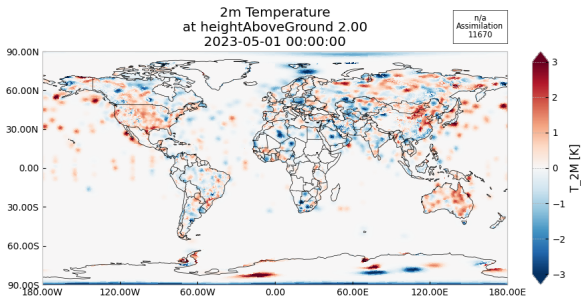 2m Temperature
at heightAboveGround 2.00
2023-05-01 00:00:00
n/a
Assimilation
11670
90.00N
60.00N
30.00N
0.00
30.00S
60.00S
90.00S
180.00W
120.00W
60.00W
0.00
60.00E
120.00E
180.00E
3
2
1
0
−1
−2
−3
T_2M [K]